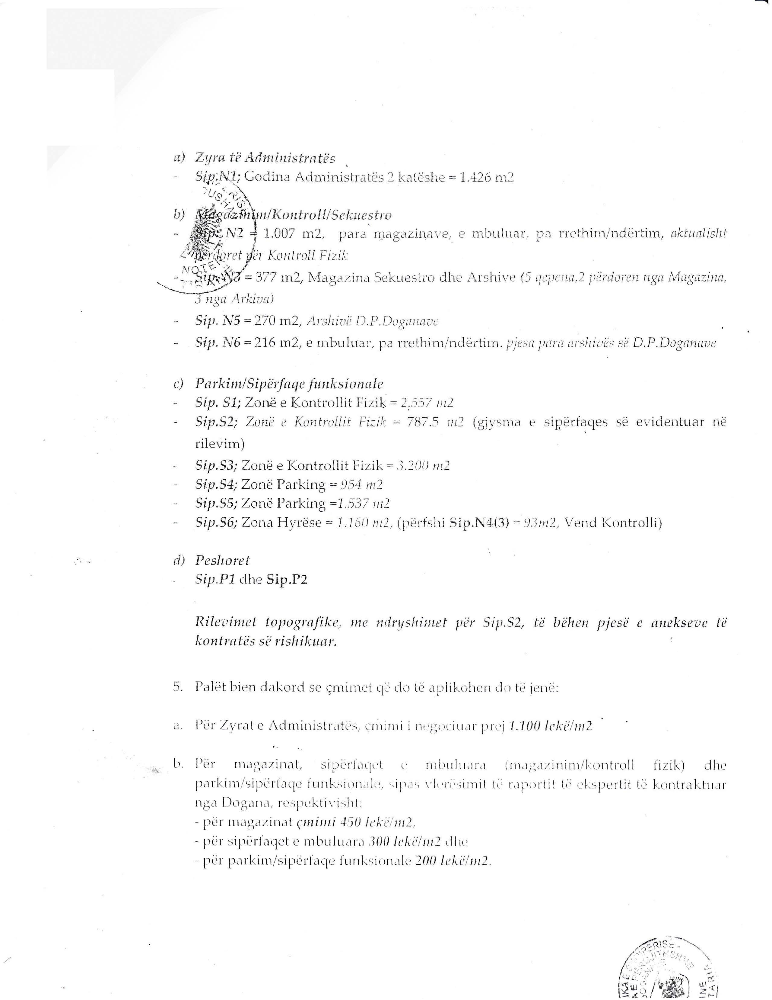 a) Zyra të Administratës
- Sip.N1; Godina Administratës 2 katëshe = 1.426 m2
b) Magazinim/Kontroll/Sekuestro
- Sip. N2 = 1.007 m2, para magazinave, e mbuluar, pa rrethim/ndërtim, aktualisht
përdoret për Kontroll Fizik
- Sip. N3 = 377 m2, Magazina Sekuestro dhe Arshive (5 qepena,2 përdoren nga Magazina,
3 nga Arkiva)
- Sip. N5 = 270 m2, Arshivë D.P.Doganave
- Sip. N6 = 216 m2, e mbuluar, pa rrethim/ndërtim, pjesa para arshivës së D.P.Doganave
c) Parkim/Sipërfaqe funksionale
- Sip. S1; Zonë e Kontrollit Fizik = 2.557 m2
- Sip.S2; Zonë e Kontrollit Fizik = 787.5 m2 (gjysma e sipërfaqes së evidentuar në
rilevim)
- Sip.S3; Zonë e Kontrollit Fizik = 3.200 m2
- Sip.S4; Zonë Parking = 954 m2
- Sip.S5; Zonë Parking =1.537 m2
- Sip.S6; Zona Hyrëse = 1.160 m2, (përfshi Sip.N4(3) = 93m2, Vend Kontrolli)
d) Peshoret
- Sip.P1 dhe Sip.P2
Rilevimet topografike, me ndryshimet për Sip.S2, të bëhen pjesë e anekseve të
kontratës së rishikuar.
5. Palët bien dakord se çmimet që do të aplikohen do të jenë:
a. Për Zyrat e Administratës, çmimi i negociuar prej 1.100 lekë/m2
b. Për magazinat, sipërfaqet e mbuluara (magazinim/kontroll fizik) dhe
parkim/sipërfaqe funksionale, sipas vlerësimit të raportit të ekspertit të kontraktuar
nga Dogana, respektivisht:
- për magazinat çmimi 450 lekë/m2,
- për sipërfaqet e mbuluara 300 lekë/m2 dhe
- për parkim/sipërfaqe funksionale 200 lekë/m2.